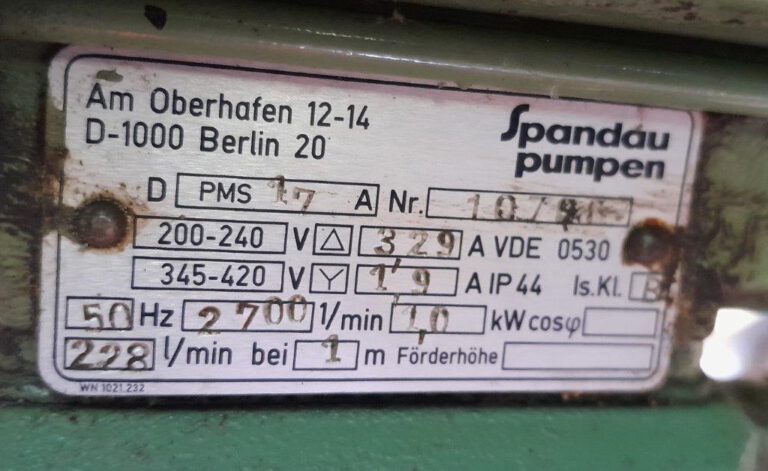 Am Oberhafen 12-14
D-1000 Berlin 20
Spandau
pumpen
D PMS 17 A Nr.
200-240 V △ 3,29 A VDE 0530
345-420 V Y 1,9 A IP 44 Is.Kl. B
50 Hz 2700 1/min 1,0 kW cosφ
228 l/min bei 1 m Förderhöhe
WN 1021.232